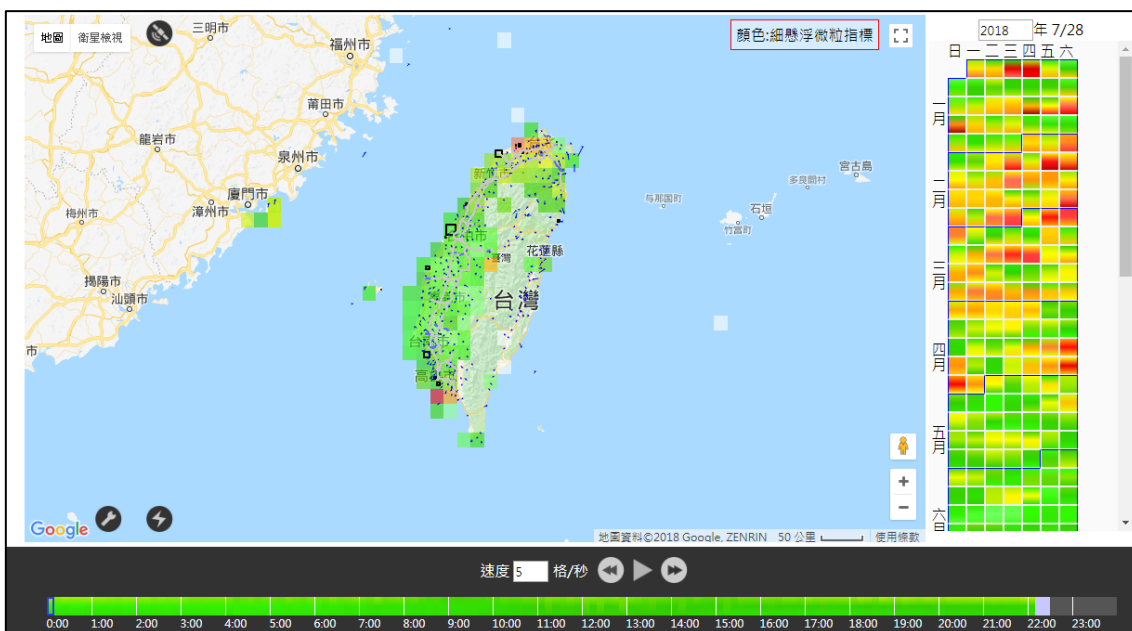 地圖 衛星檢視
三明市
福州市
顏色:細懸浮微粒指標
2018 年 7/28
日 一 二 三 四 五 六
莆田市
龍岩市
泉州市
廈門市
漳州市
梅州市
揭陽市
汕頭市
市
宮古島
多良間村
与那国町
石垣
竹富町
花蓮縣
臺灣
台灣
一月
二月
三月
四月
五月
六月
Google
地圖資料©2018 Google, ZENRIN 50 公里 使用條款
速度 5 格/秒
0:00 1:00 2:00 3:00 4:00 5:00 6:00 7:00 8:00 9:00 10:00 11:00 12:00 13:00 14:00 15:00 16:00 17:00 18:00 19:00 20:00 21:00 22:00 23:00